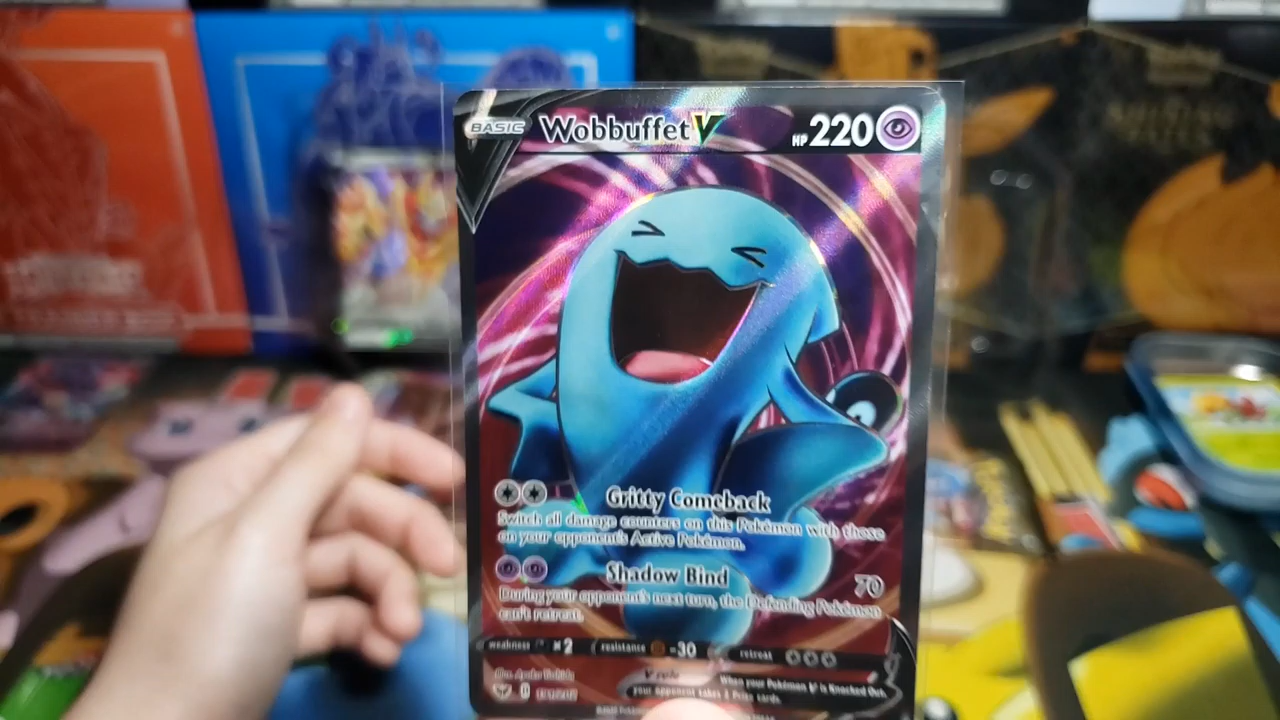 BASIC
Wobbuffet V
HP 220
Gritty Comeback
Switch all damage counters on this Pokémon with those
on your opponent's Active Pokémon.
Shadow Bind 70
During your opponent's next turn, the Defending Pokémon
can't retreat.
weakness ×2 resistance -30 retreat
V rule
When your Pokémon V is Knocked Out,
your opponent takes 2 Prize cards.